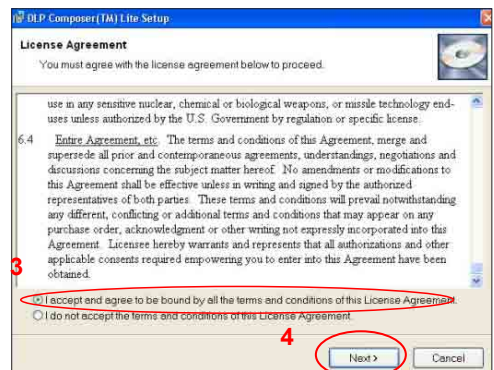 DLP Composer(TM) Lite Setup
License Agreement
You must agree with the license agreement below to proceed.
use in any sensitive nuclear, chemical or biological weapons, or missile technology end-
uses unless authorized by the U.S. Government by regulation or specific license.
6.4 Entire Agreement, etc. The terms and conditions of this Agreement, merge and
supersede all prior and contemporaneous agreements, understandings, negotiations and
discussions concerning the subject matter hereof. No amendments or modifications to
this Agreement shall be effective unless in writing and signed by the authorized
representatives of both parties. These terms and conditions will prevail notwithstanding
any different, conflicting or additional terms and conditions that may appear on any
purchase order, acknowledgment or other writing not expressly incorporated into this
Agreement. Licensee hereby warrants and represents that all authorizations and other
applicable consents required empowering you to enter into this Agreement have been
obtained.
3
I accept and agree to be bound by all the terms and conditions of this License Agreement.
I do not accept the terms and conditions of this License Agreement.
4
Next > Cancel